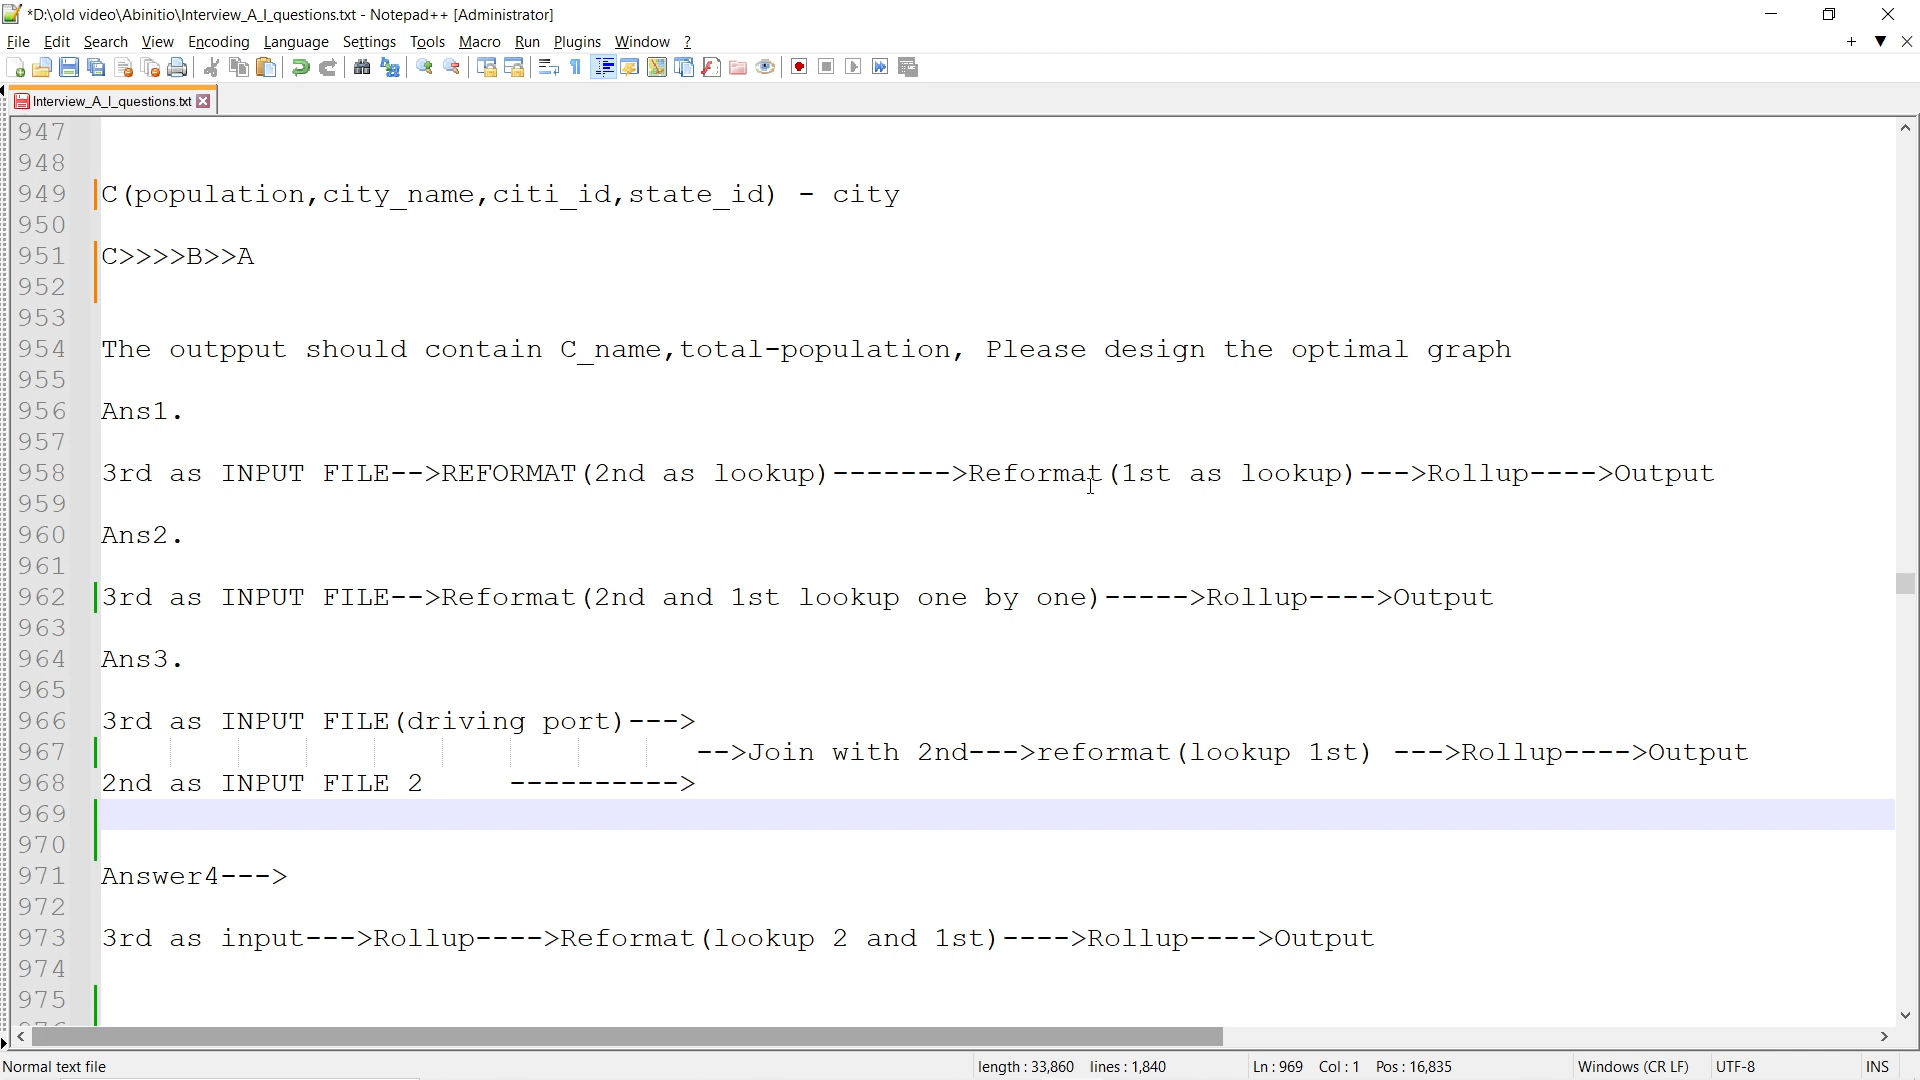 *D:\old video\Abinitio\Interview_A_I_questions.txt - Notepad++ [Administrator]
File Edit Search View Encoding Language Settings Tools Macro Run Plugins Window ?
Interview_A_I_questions.txt
947
948
949 C(population,city_name,citi_id,state_id) - city
950
951 C>>>>B>>A
952
953
954 The outpput should contain C_name,total-population, Please design the optimal graph
955
956 Ans1.
957
958 3rd as INPUT FILE-->REFORMAT(2nd as lookup)------->Reformat(1st as lookup)--->Rollup---->Output
959
960 Ans2.
961
962 3rd as INPUT FILE-->Reformat(2nd and 1st lookup one by one)----->Rollup---->Output
963
964 Ans3.
965
966 3rd as INPUT FILE(driving port)--->
967 -->Join with 2nd--->reformat(lookup 1st) --->Rollup---->Output
968 2nd as INPUT FILE 2 ---------->
969
970
971 Answer4--->
972
973 3rd as input--->Rollup---->Reformat(lookup 2 and 1st)---->Rollup---->Output
974
975
Normal text file length : 33,860 lines : 1,840 Ln : 969 Col : 1 Pos : 16,835 Windows (CR LF) UTF-8 INS